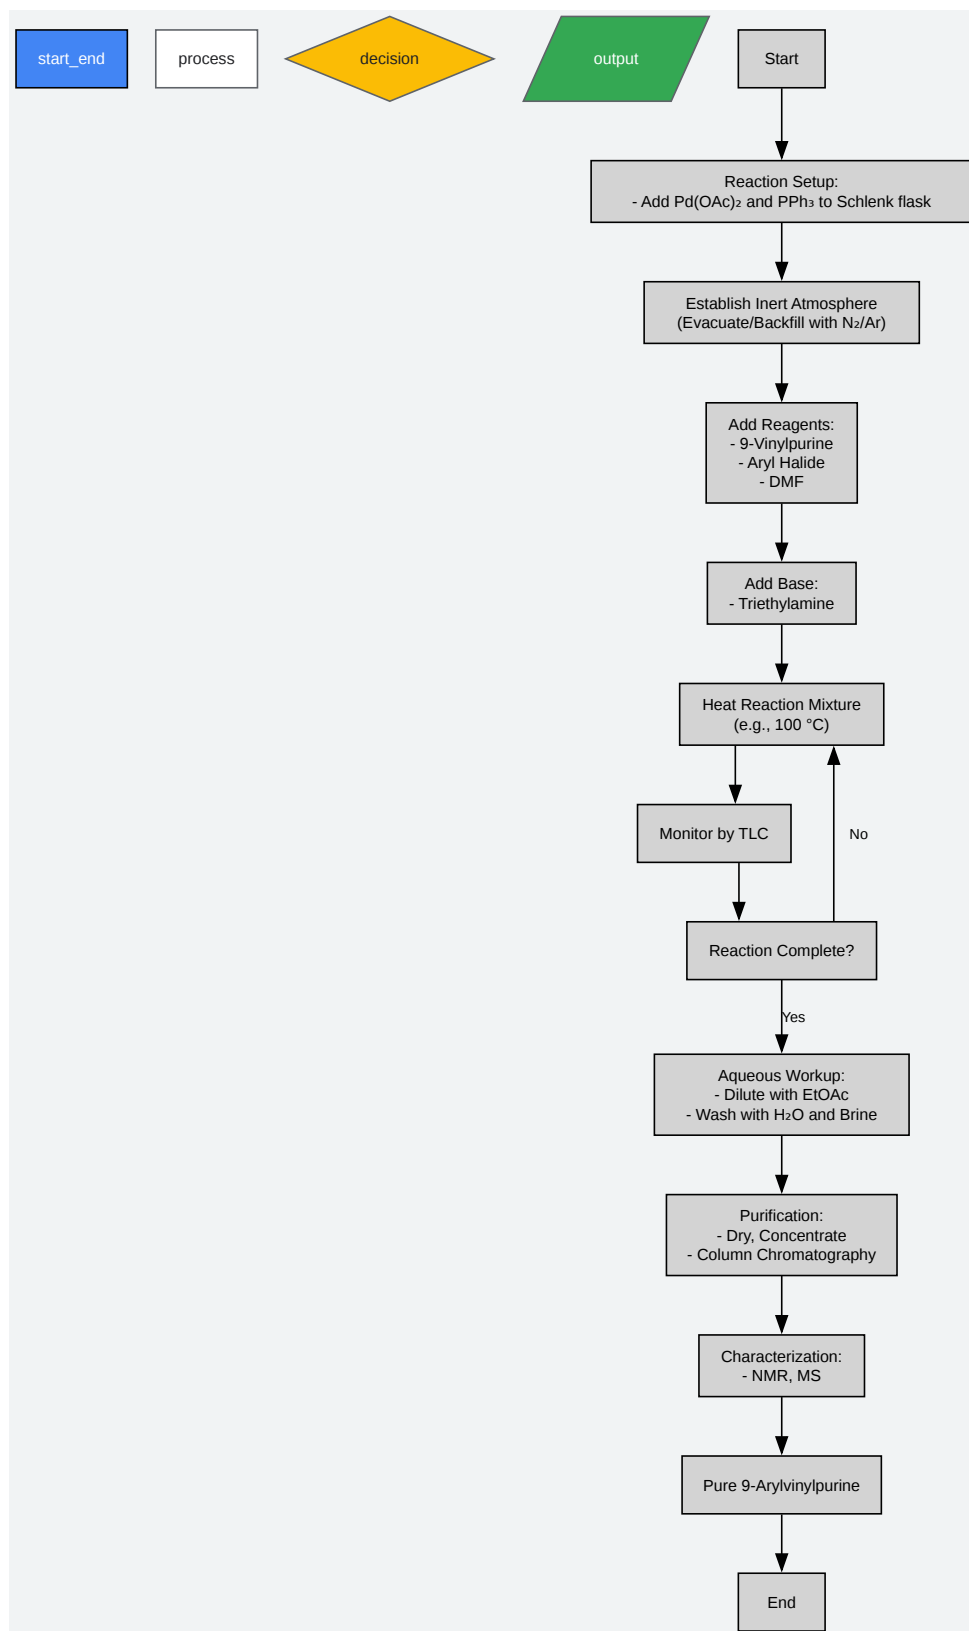 start_end
process
decision
output
Start
Reaction Setup:
- Add Pd(OAc)₂ and PPh₃ to Schlenk flask
Establish Inert Atmosphere
(Evacuate/Backfill with N₂/Ar)
Add Reagents:
- 9-Vinylpurine
- Aryl Halide
- DMF
Add Base:
- Triethylamine
Heat Reaction Mixture
(e.g., 100 °C)
Monitor by TLC
No
Reaction Complete?
Yes
Aqueous Workup:
- Dilute with EtOAc
- Wash with H₂O and Brine
Purification:
- Dry, Concentrate
- Column Chromatography
Characterization:
- NMR, MS
Pure 9-Arylvinylpurine
End